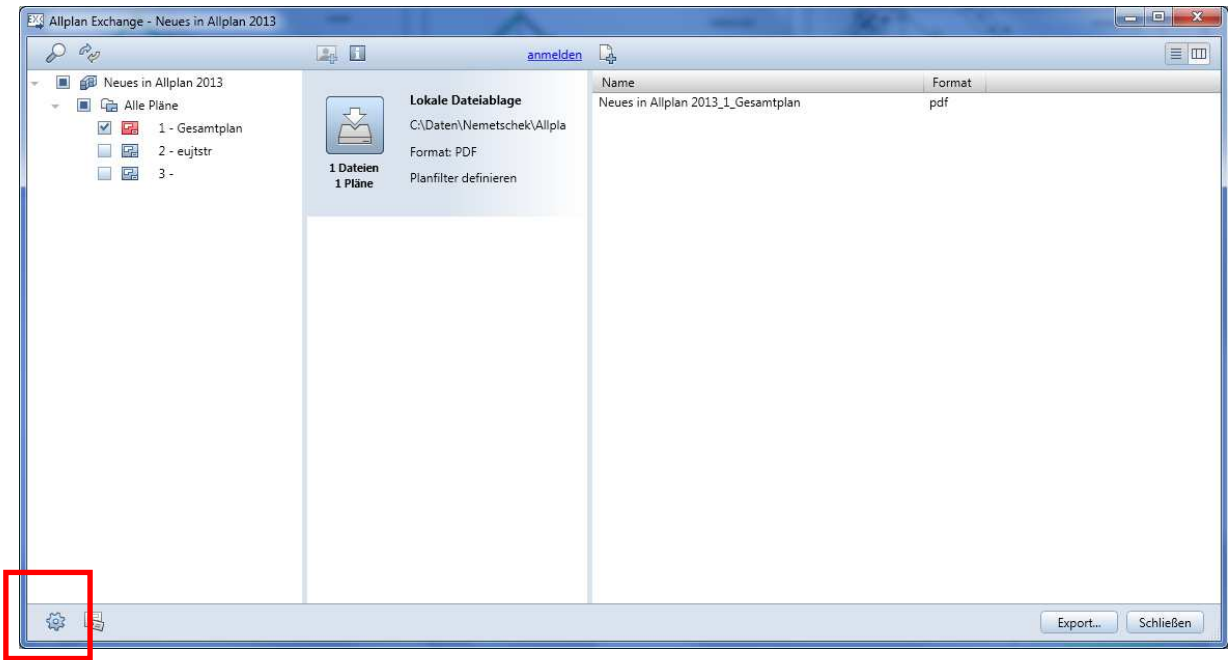 EXC Allplan Exchange - Neues in Allplan 2013
anmelden
Neues in Allplan 2013
Alle Pläne
1 - Gesamtplan
2 - eujtstr
3 -
1 Dateien
1 Pläne
Lokale Dateiablage
C:\Daten\Nemetschek\Allpla
Format: PDF
Planfilter definieren
Name Format
Neues in Allplan 2013_1_Gesamtplan pdf
Export... Schließen